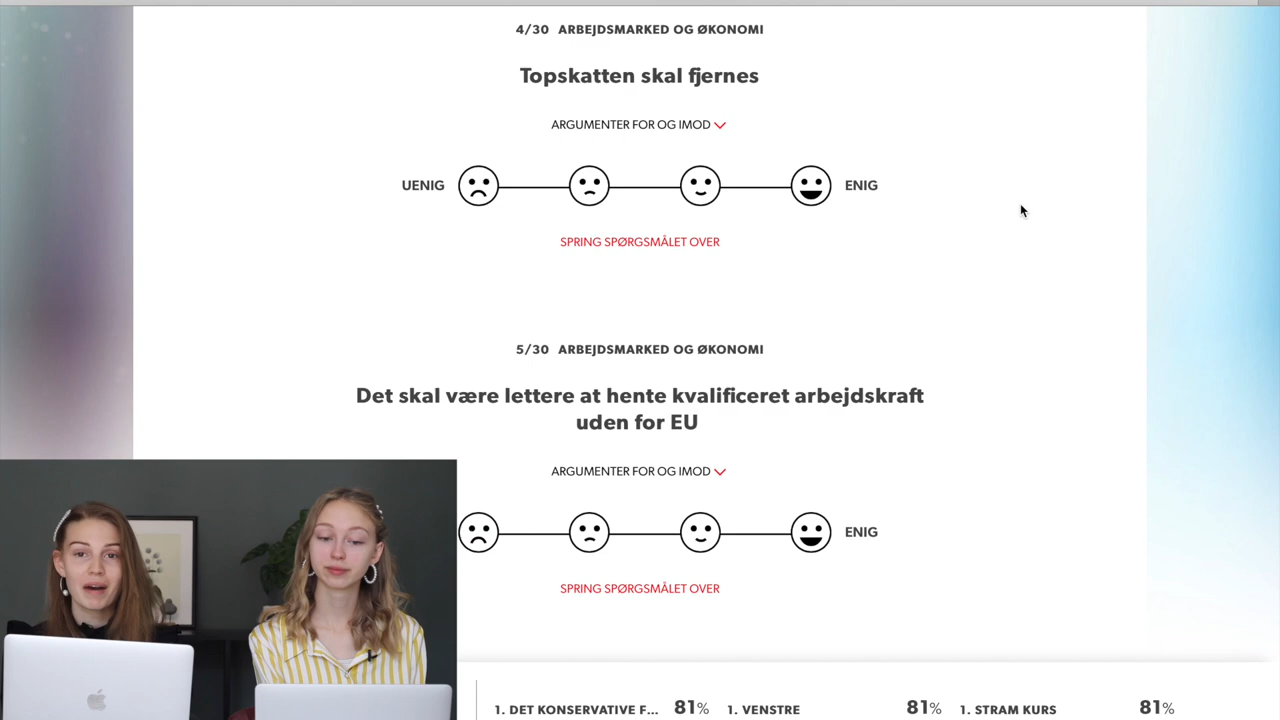 4/30 ARBEJDSMARKED OG ØKONOMI
Topskatten skal fjernes
ARGUMENTER FOR OG IMOD
UENIG
ENIG
SPRING SPØRGSMÅLET OVER
5/30 ARBEJDSMARKED OG ØKONOMI
Det skal være lettere at hente kvalificeret arbejdskraft
uden for EU
ARGUMENTER FOR OG IMOD
ENIG
SPRING SPØRGSMÅLET OVER
1. DET KONSERVATIVE F... 81% 1. VENSTRE 81% 1. STRAM KURS 81%